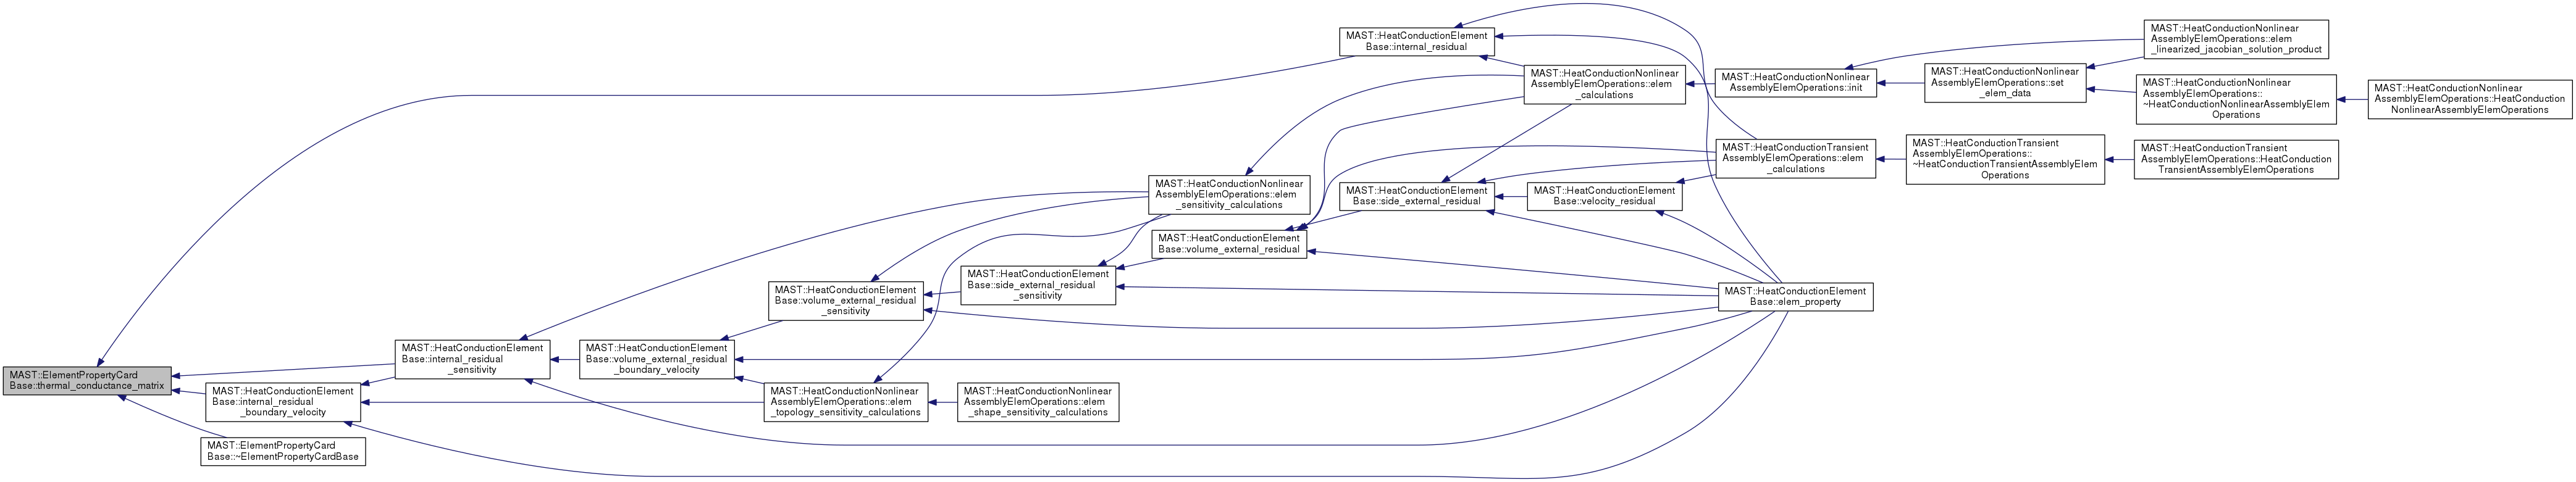 MAST::ElementPropertyCard
Base::thermal_conductance_matrix
MAST::HeatConductionElement
Base::internal_residual
_sensitivity
MAST::HeatConductionElement
Base::internal_residual
_boundary_velocity
MAST::ElementPropertyCard
Base::~ElementPropertyCardBase
MAST::HeatConductionElement
Base::volume_external_residual
_boundary_velocity
MAST::HeatConductionElement
Base::volume_external_residual
_sensitivity
MAST::HeatConductionNonlinear
AssemblyElemOperations::elem
_topology_sensitivity_calculations
MAST::HeatConductionElement
Base::side_external_residual
_sensitivity
MAST::HeatConductionNonlinear
AssemblyElemOperations::elem
_shape_sensitivity_calculations
MAST::HeatConductionNonlinear
AssemblyElemOperations::elem
_sensitivity_calculations
MAST::HeatConductionElement
Base::volume_external_residual
MAST::HeatConductionElement
Base::internal_residual
MAST::HeatConductionElement
Base::side_external_residual
MAST::HeatConductionNonlinear
AssemblyElemOperations::elem
_calculations
MAST::HeatConductionElement
Base::velocity_residual
MAST::HeatConductionNonlinear
AssemblyElemOperations::init
MAST::HeatConductionTransient
AssemblyElemOperations::elem
_calculations
MAST::HeatConductionElement
Base::elem_property
MAST::HeatConductionNonlinear
AssemblyElemOperations::set
_elem_data
MAST::HeatConductionTransient
AssemblyElemOperations::
~HeatConductionTransientAssemblyElem
Operations
MAST::HeatConductionNonlinear
AssemblyElemOperations::elem
_linearized_jacobian_solution_product
MAST::HeatConductionNonlinear
AssemblyElemOperations::
~HeatConductionNonlinearAssemblyElem
Operations
MAST::HeatConductionTransient
AssemblyElemOperations::HeatConduction
TransientAssemblyElemOperations
MAST::HeatConductionNonlinear
AssemblyElemOperations::HeatConduction
NonlinearAssemblyElemOperations